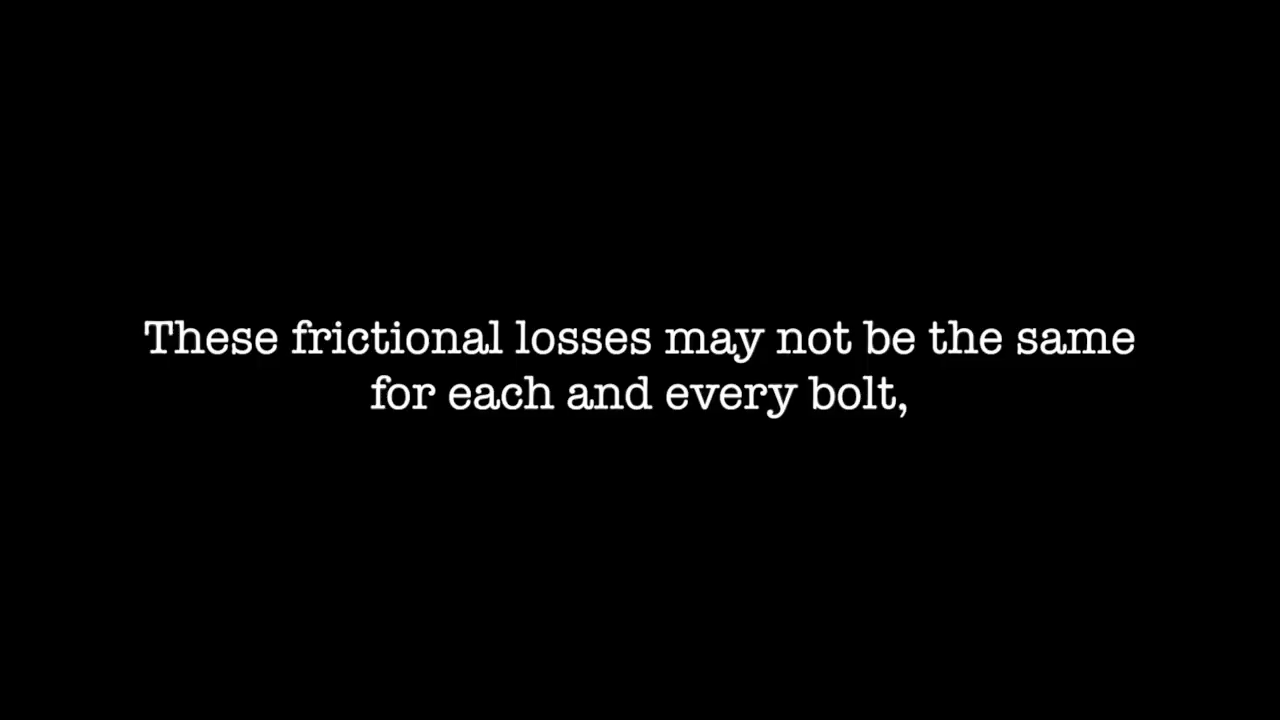 These frictional losses may not be the same
for each and every bolt,